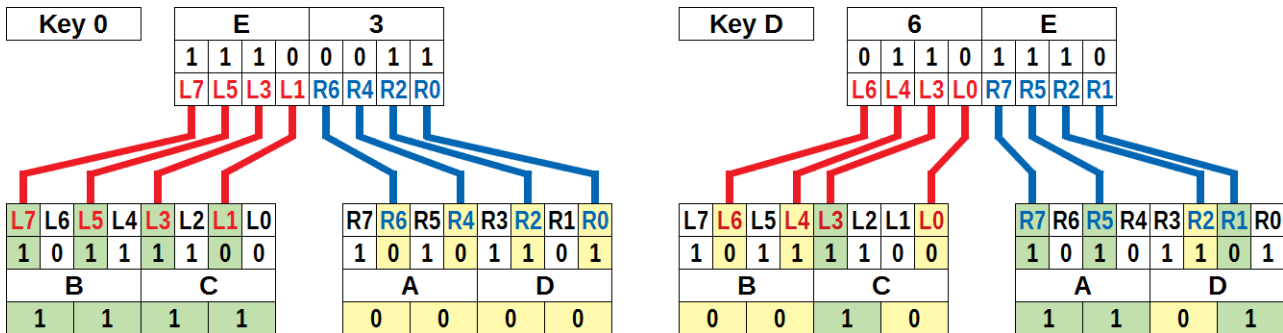 Key 0
E 3
1 1 1 0 0 0 1 1
L7 L5 L3 L1 R6 R4 R2 R0
L7 L6 L5 L4 L3 L2 L1 L0 R7 R6 R5 R4 R3 R2 R1 R0
1 0 1 1 1 1 0 0 1 0 1 0 1 1 0 1
B C A D
1 1 1 1 0 0 0 0
Key D
6 E
0 1 1 0 1 1 1 0
L6 L4 L3 L0 R7 R5 R2 R1
L7 L6 L5 L4 L3 L2 L1 L0 R7 R6 R5 R4 R3 R2 R1 R0
1 0 1 1 1 1 0 0 1 0 1 0 1 1 0 1
B C A D
0 0 1 0 1 1 0 1